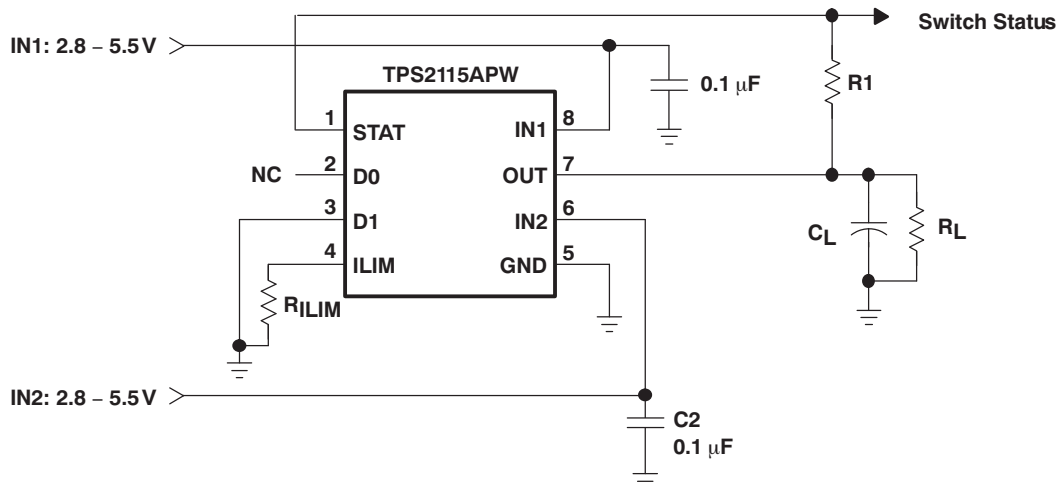 Switch Status
IN1: 2.8 – 5.5V
TPS2115APW
0.1 μF
R1
1 STAT
IN1 8
NC 2 D0
OUT 7
3 D1
IN2 6
4 ILIM
GND 5
CL
RL
RILIM
IN2: 2.8 – 5.5V
C2
0.1 μF